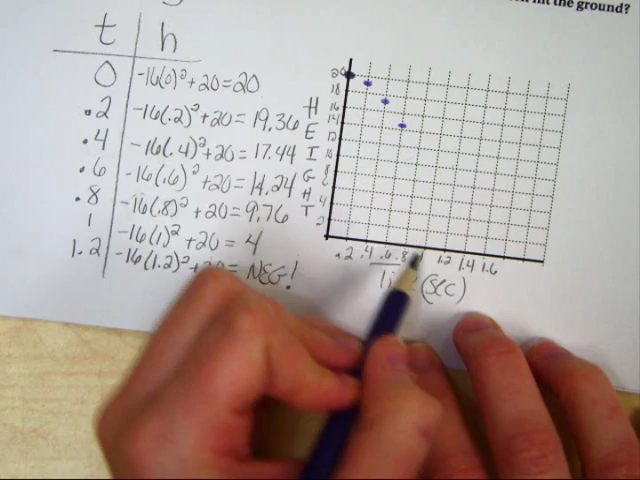 hit the ground?
t h
0 -16(0)²+20=20
.2 -16(.2)²+20=19.36
.4 -16(.4)²+20=17.44
.6 -16(.6)²+20=14.24
.8 -16(.8)²+20=9.76
1 -16(1)²+20=4
1.2 -16(1.2)²+20=NEG!
HEIGHT
20
18
16
14
12
10
8
6
4
2
.2 .4 .6 .8 1 1.2 1.4 1.6
(SEC)